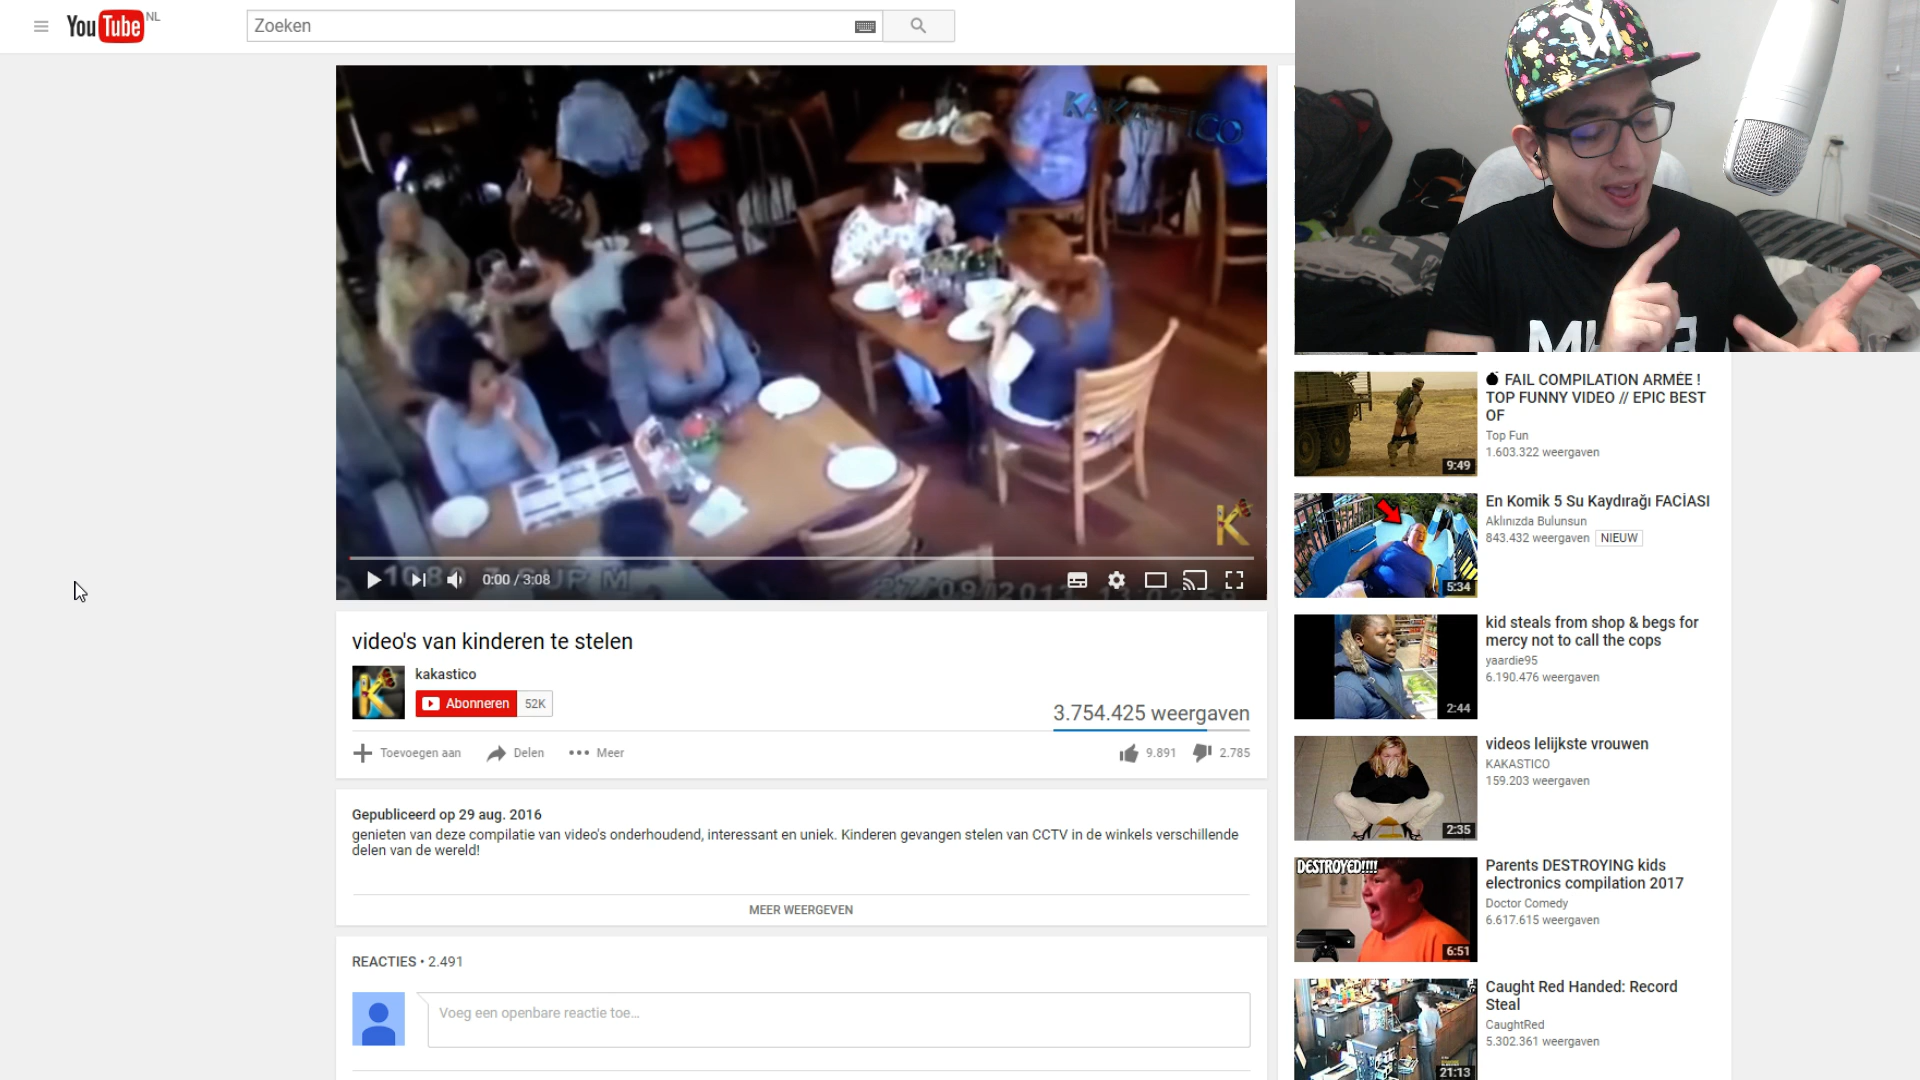 YouTube NL
Zoeken
KAKASTICO
K
0:00 / 3:08
video's van kinderen te stelen
kakastico
Abonneren 52K
3.754.425 weergaven
Toevoegen aan Delen Meer 9.891 2.785
Gepubliceerd op 29 aug. 2016
genieten van deze compilatie van video's onderhoudend, interessant en uniek. Kinderen gevangen stelen van CCTV in de winkels verschillende
delen van de wereld!
MEER WEERGEVEN
REACTIES • 2.491
Voeg een openbare reactie toe...
FAIL COMPILATION ARMÉE !
TOP FUNNY VIDEO // EPIC BEST
OF
Top Fun
1.603.322 weergaven
9:49
En Komik 5 Su Kaydırağı FACİASI
Aklınızda Bulunsun
843.432 weergaven NIEUW
5:34
kid steals from shop & begs for
mercy not to call the cops
yaardie95
6.190.476 weergaven
2:44
videos lelijkste vrouwen
KAKASTICO
159.203 weergaven
2:35
DESTROYED!!!!
Parents DESTROYING kids
electronics compilation 2017
Doctor Comedy
6.617.615 weergaven
6:51
Caught Red Handed: Record
Steal
CaughtRed
5.302.361 weergaven
21:13